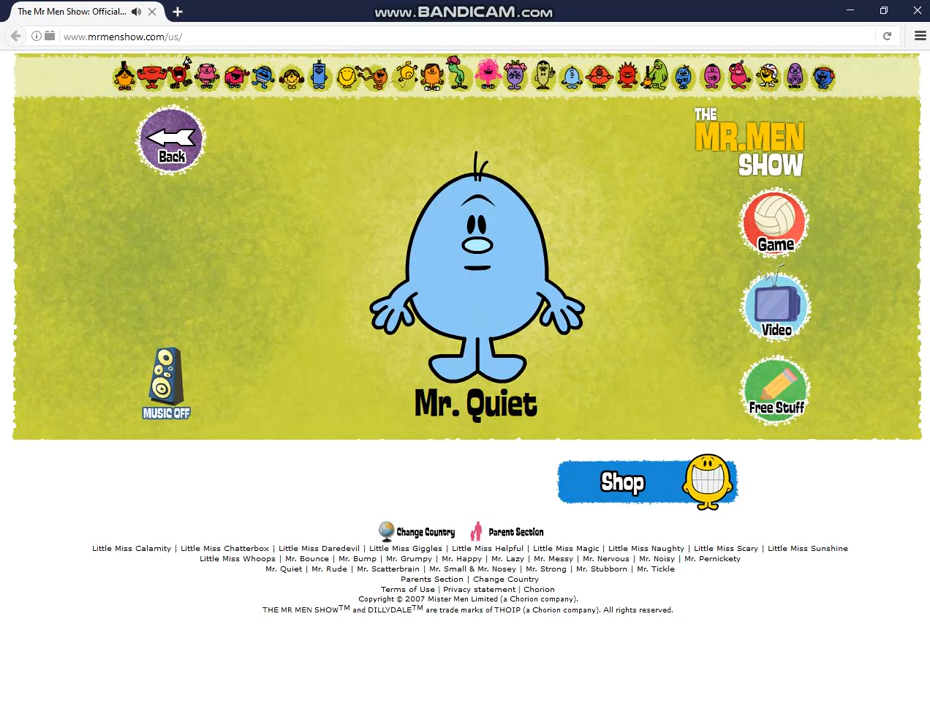 The Mr Men Show: Official...
WWW.BANDICAM.COM
www.mrmenshow.com/us/
Back
THE
MR.MEN
SHOW
Game
Video
MUSIC OFF
Mr. Quiet
Free Stuff
Shop
Change Country Parent Section
Little Miss Calamity | Little Miss Chatterbox | Little Miss Daredevil | Little Miss Giggles | Little Miss Helpful | Little Miss Magic | Little Miss Naughty | Little Miss Scary | Little Miss Sunshine
Little Miss Whoops | Mr. Bounce | Mr. Bump | Mr. Grumpy | Mr. Happy | Mr. Lazy | Mr. Messy | Mr. Nervous | Mr. Noisy | Mr. Pernickety
Mr. Quiet | Mr. Rude | Mr. Scatterbrain | Mr. Small & Mr. Nosey | Mr. Strong | Mr. Stubborn | Mr. Tickle
Parents Section | Change Country
Terms of Use | Privacy statement | Chorion
Copyright © 2007 Mister Men Limited (a Chorion company).
THE MR MEN SHOW™ and DILLYDALE™ are trade marks of THOIP (a Chorion company). All rights reserved.